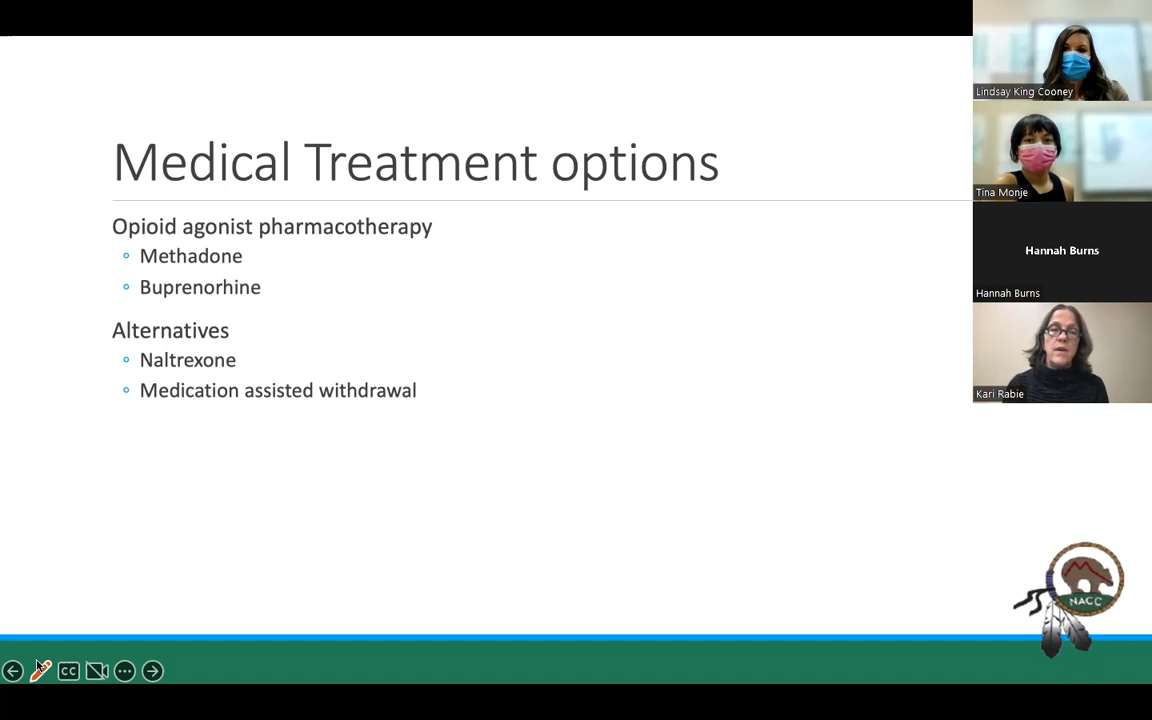 Medical Treatment options
Opioid agonist pharmacotherapy
Methadone
Buprenorhine
Alternatives
Naltrexone
Medication assisted withdrawal
Lindsay King Cooney
Tina Monje
Hannah Burns
Hannah Burns
Kari Rabie
NACC
CC